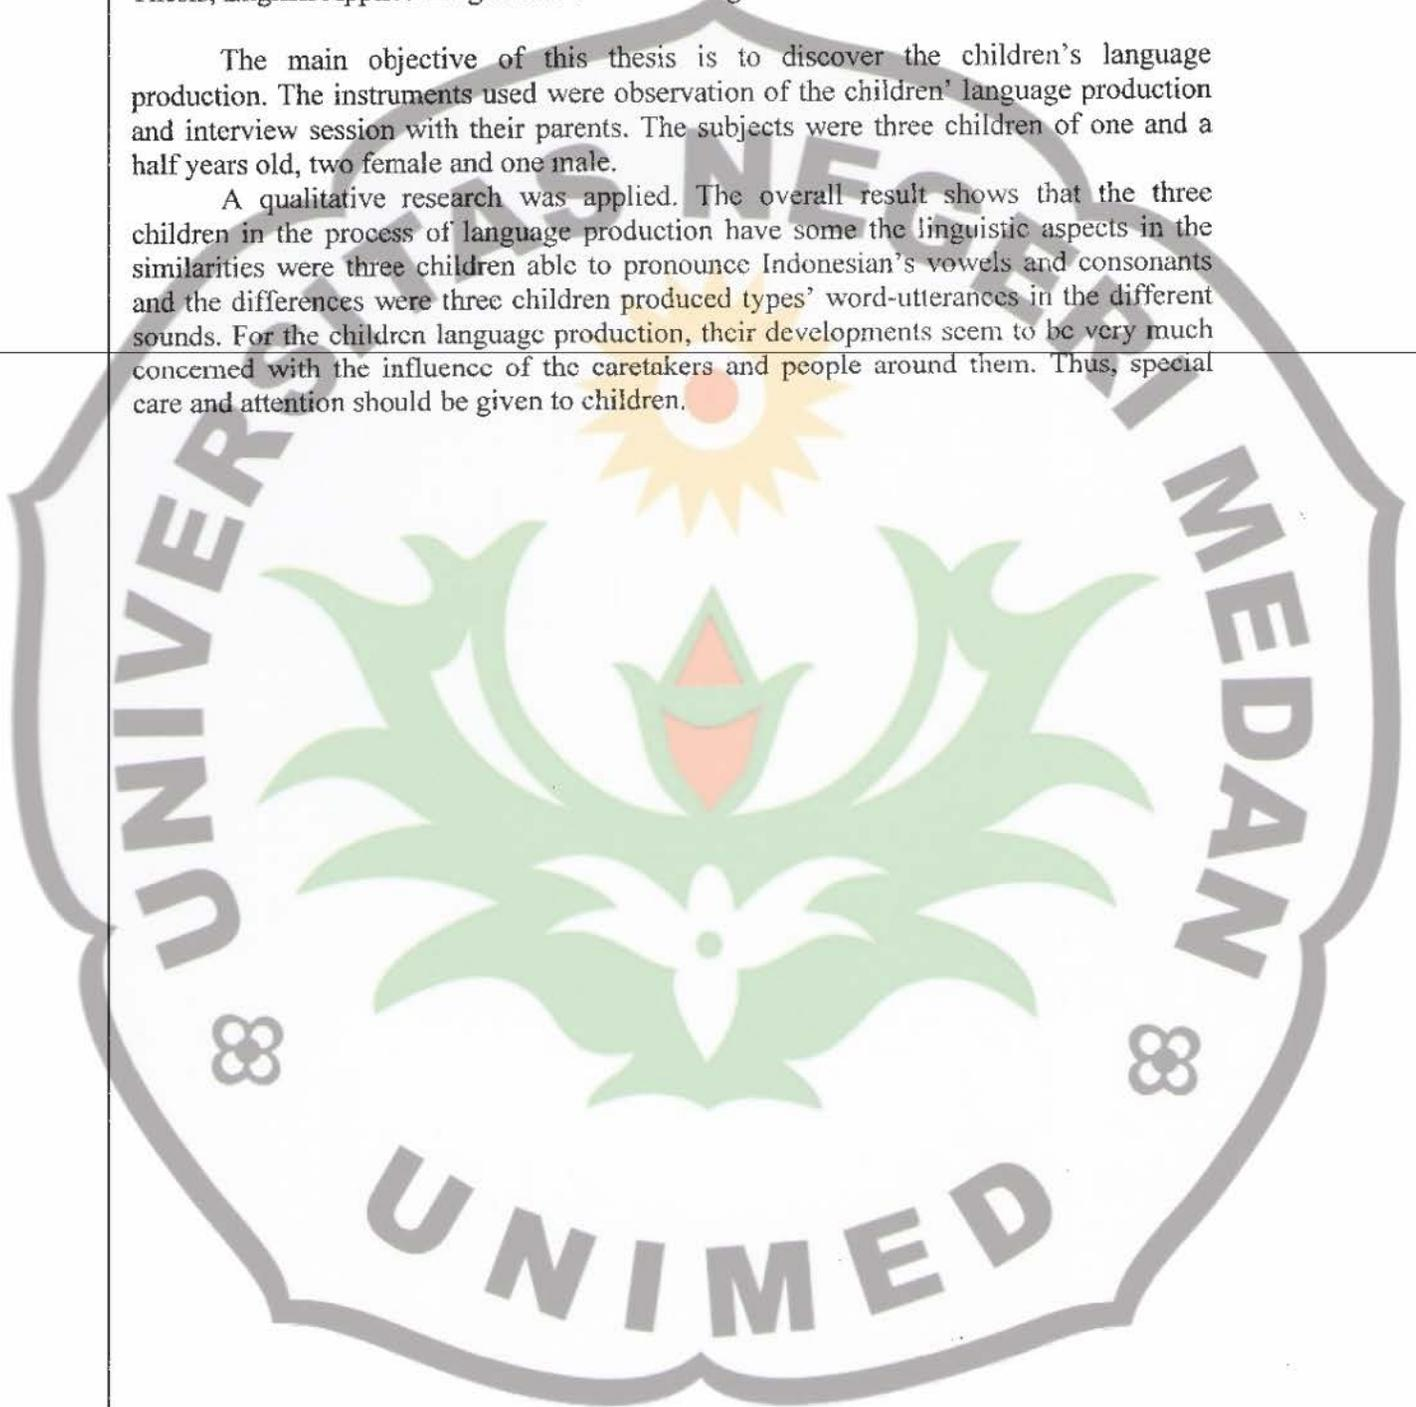 The main objective of this thesis is to discover the children's language
production. The instruments used were observation of the children' language production
and interview session with their parents. The subjects were three children of one and a
half years old, two female and one male.
A qualitative research was applied. The overall result shows that the three
children in the process of language production have some the linguistic aspects in the
similarities were three children able to pronounce Indonesian's vowels and consonants
and the differences were three children produced types' word-utterances in the different
sounds. For the children language production, their developments seem to be very much
concerned with the influence of the caretakers and people around them. Thus, special
care and attention should be given to children.
UNIVERSITAS NEGERI MEDAN
UNIMED